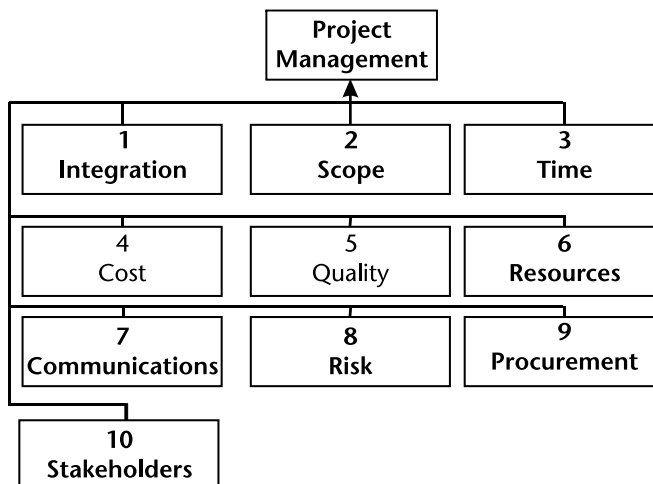 Project
Management
1
Integration
2
Scope
3
Time
4
Cost
5
Quality
6
Resources
7
Communications
8
Risk
9
Procurement
10
Stakeholders